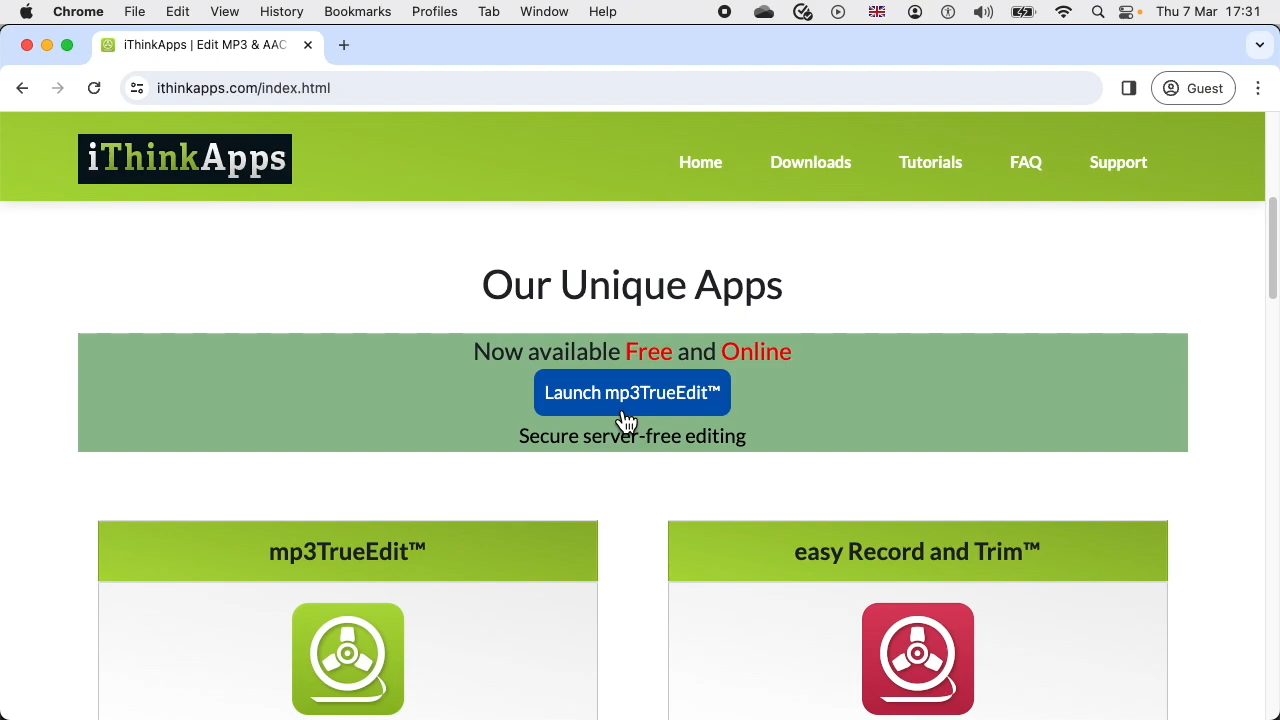 Chrome File Edit View History Bookmarks Profiles Tab Window Help Thu 7 Mar 17:31
iThinkApps | Edit MP3 & AAC
ithinkapps.com/index.html Guest
iThinkApps Home Downloads Tutorials FAQ Support
Our Unique Apps
Now available Free and Online
Launch mp3TrueEdit™
Secure server-free editing
mp3TrueEdit™ easy Record and Trim™